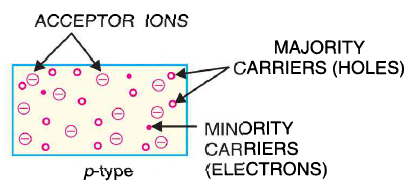 ACCEPTOR IONS
MAJORITY
CARRIERS (HOLES)
MINORITY
CARRIERS
(ELECTRONS)
p-type